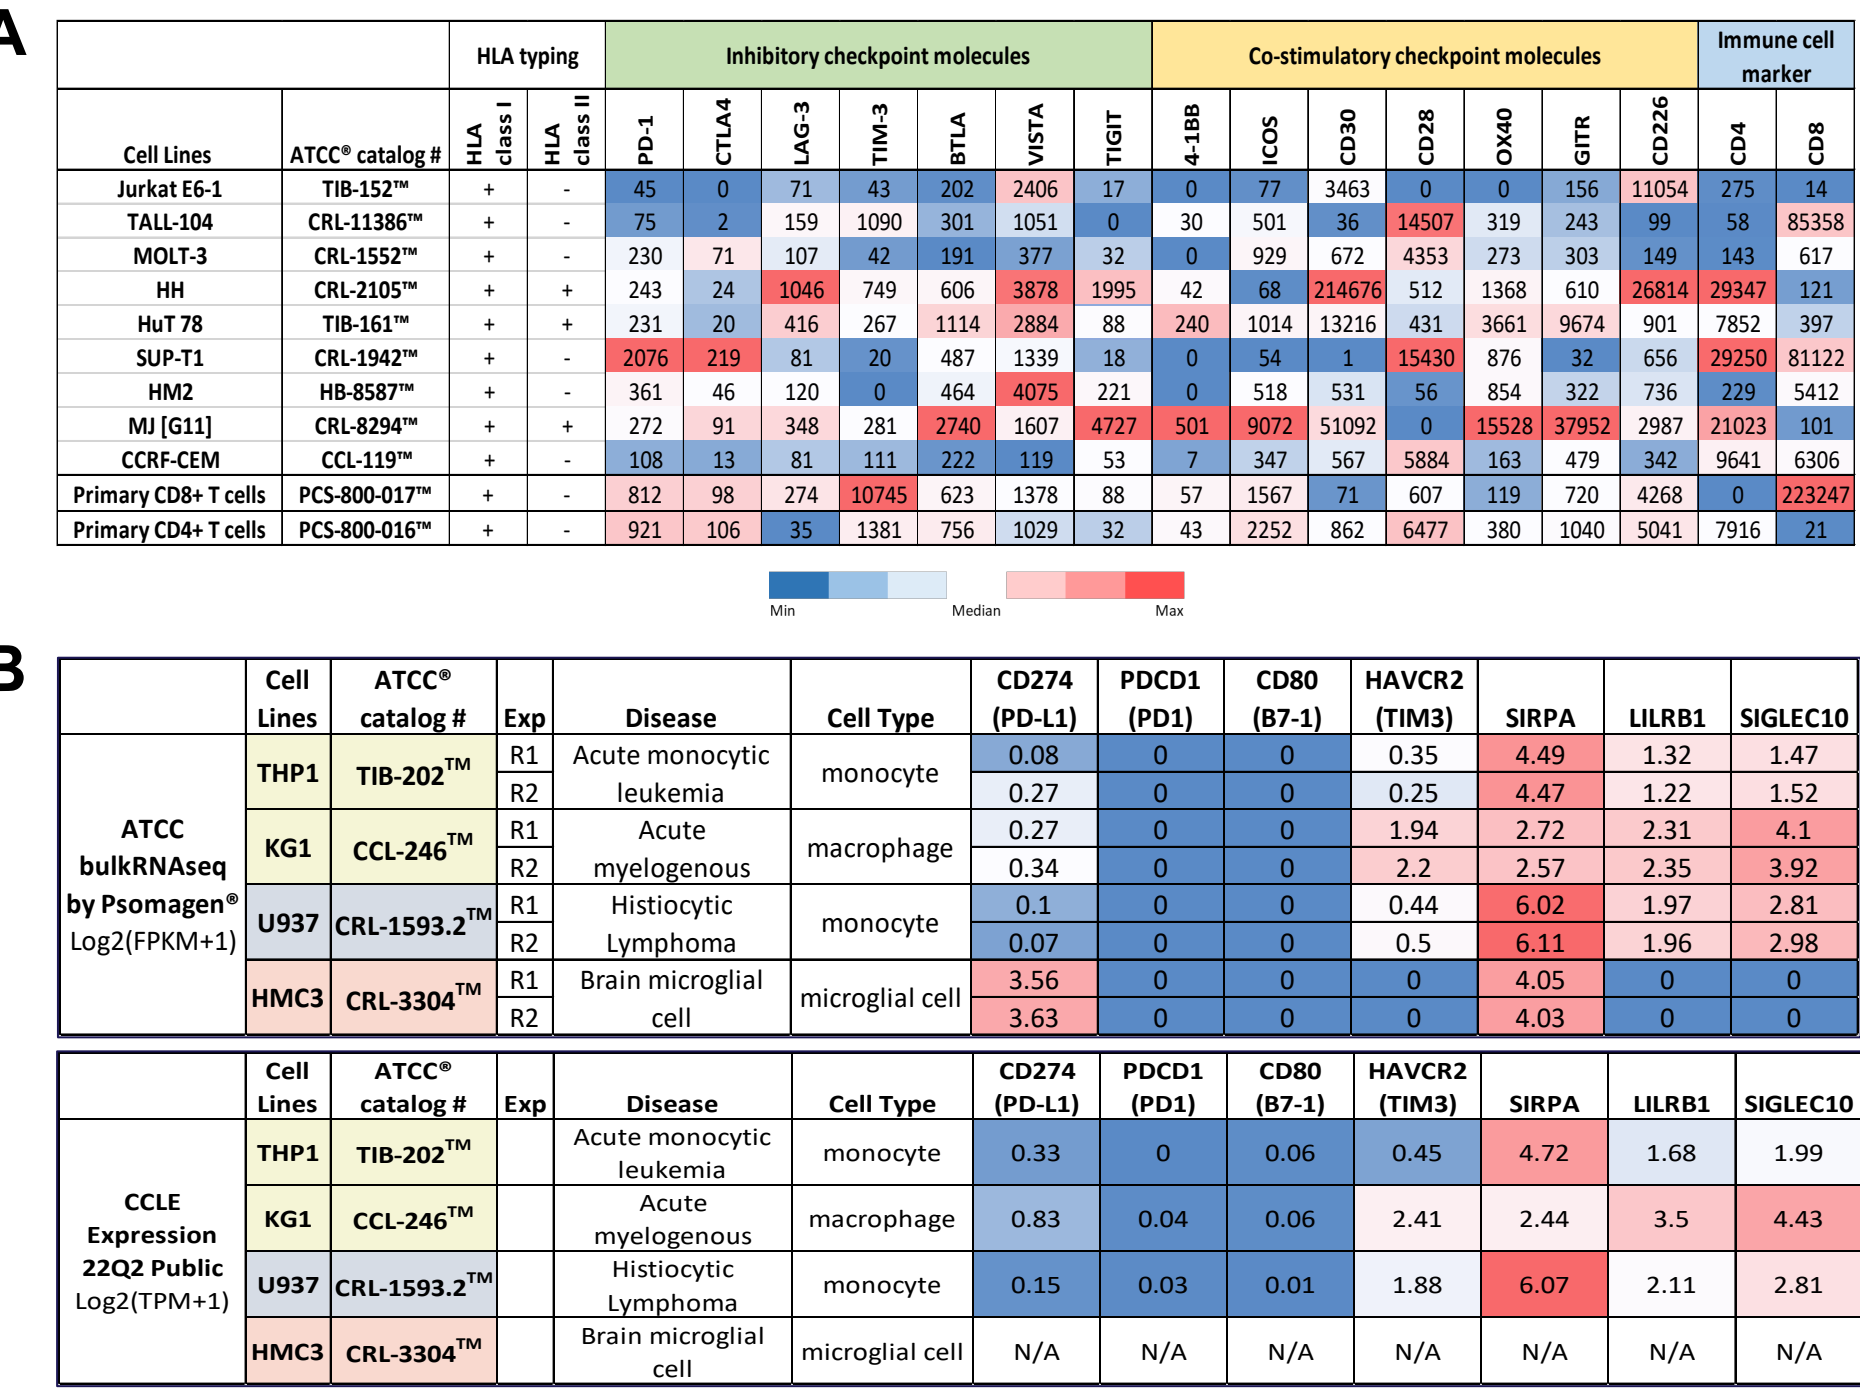 A
HLA typing Inhibitory checkpoint molecules Co-stimulatory checkpoint molecules Immune cell marker
Cell Lines ATCC® catalog # HLA class I HLA class II PD-1 CTLA4 LAG-3 TIM-3 BTLA VISTA TIGIT 4-1BB ICOS CD30 CD28 OX40 GITR CD226 CD4 CD8
Jurkat E6-1 TIB-152™ + - 45 0 71 43 202 2406 17 0 77 3463 0 0 156 11054 275 14
TALL-104 CRL-11386™ + - 75 2 159 1090 301 1051 0 30 501 36 14507 319 243 99 58 85358
MOLT-3 CRL-1552™ + - 230 71 107 42 191 377 32 0 929 672 4353 273 303 149 143 617
HH CRL-2105™ + + 243 24 1046 749 606 3878 1995 42 68 214676 512 1368 610 26814 29347 121
HuT 78 TIB-161™ + + 231 20 416 267 1114 2884 88 240 1014 13216 431 3661 9674 901 7852 397
SUP-T1 CRL-1942™ + - 2076 219 81 20 487 1339 18 0 54 1 15430 876 32 656 29250 81122
HM2 HB-8587™ + - 361 46 120 0 464 4075 221 0 518 531 56 854 322 736 229 5412
MJ [G11] CRL-8294™ + + 272 91 348 281 2740 1607 4727 501 9072 51092 0 15528 37952 2987 21023 101
CCRF-CEM CCL-119™ + - 108 13 81 111 222 119 53 7 347 567 5884 163 479 342 9641 6306
Primary CD8+ T cells PCS-800-017™ + - 812 98 274 10745 623 1378 88 57 1567 71 607 119 720 4268 0 223247
Primary CD4+ T cells PCS-800-016™ + - 921 106 35 1381 756 1029 32 43 2252 862 6477 380 1040 5041 7916 21
Min Median Max
B
Cell Lines ATCC® catalog # Exp Disease Cell Type CD274 (PD-L1) PDCD1 (PD1) CD80 (B7-1) HAVCR2 (TIM3) SIRPA LILRB1 SIGLEC10
ATCC bulkRNAseq by Psomagen® Log2(FPKM+1)
THP1 TIB-202™ R1 Acute monocytic leukemia monocyte 0.08 0 0 0.35 4.49 1.32 1.47
R2 0.27 0 0 0.25 4.47 1.22 1.52
KG1 CCL-246™ R1 Acute myelogenous macrophage 0.27 0 0 1.94 2.72 2.31 4.1
R2 0.34 0 0 2.2 2.57 2.35 3.92
U937 CRL-1593.2™ R1 Histiocytic Lymphoma monocyte 0.1 0 0 0.44 6.02 1.97 2.81
R2 0.07 0 0 0.5 6.11 1.96 2.98
HMC3 CRL-3304™ R1 Brain microglial cell microglial cell 3.56 0 0 0 4.05 0 0
R2 3.63 0 0 0 4.03 0 0
Cell Lines ATCC® catalog # Exp Disease Cell Type CD274 (PD-L1) PDCD1 (PD1) CD80 (B7-1) HAVCR2 (TIM3) SIRPA LILRB1 SIGLEC10
CCLE Expression 22Q2 Public Log2(TPM+1)
THP1 TIB-202™ Acute monocytic leukemia monocyte 0.33 0 0.06 0.45 4.72 1.68 1.99
KG1 CCL-246™ Acute myelogenous macrophage 0.83 0.04 0.06 2.41 2.44 3.5 4.43
U937 CRL-1593.2™ Histiocytic Lymphoma monocyte 0.15 0.03 0.01 1.88 6.07 2.11 2.81
HMC3 CRL-3304™ Brain microglial cell microglial cell N/A N/A N/A N/A N/A N/A N/A